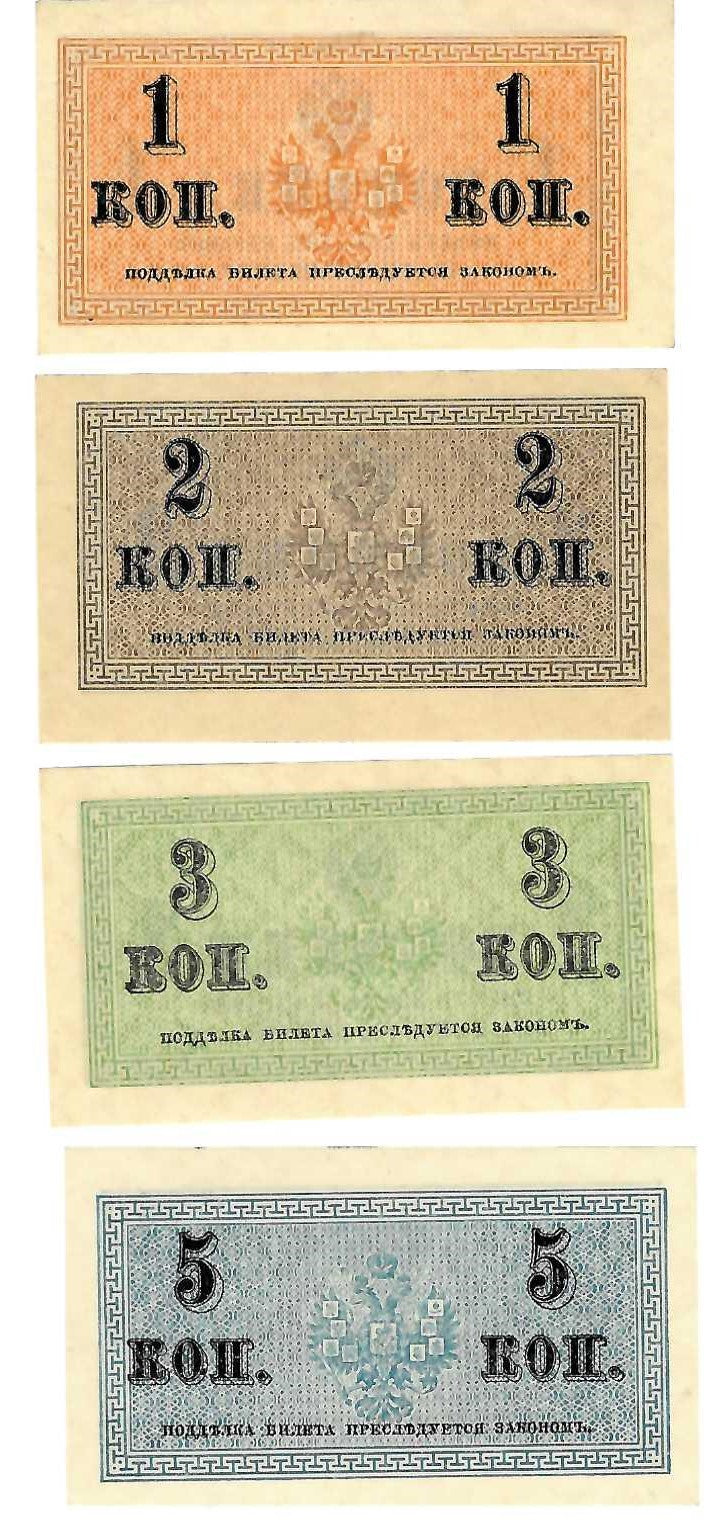 1 1
КОП. КОП.
ПОДДѢЛКА БИЛЕТА ПРЕСЛѢДУЕТСЯ ЗАКОНОМЪ.
2 2
КОП. КОП.
ПОДДѢЛКА БИЛЕТА ПРЕСЛѢДУЕТСЯ ЗАКОНОМЪ.
3 3
КОП. КОП.
ПОДДѢЛКА БИЛЕТА ПРЕСЛѢДУЕТСЯ ЗАКОНОМЪ.
5 5
КОП. КОП.
ПОДДѢЛКА БИЛЕТА ПРЕСЛѢДУЕТСЯ ЗАКОНОМЪ.